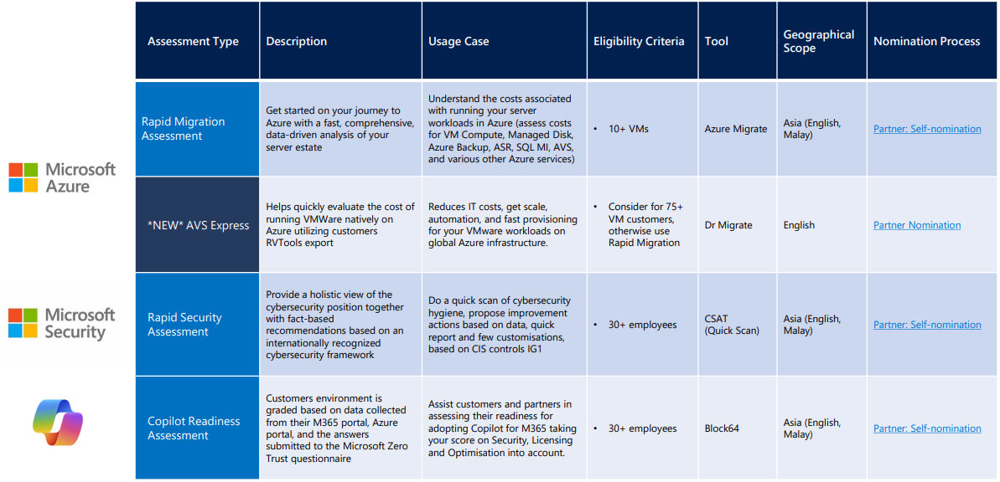 Assessment Type
Description
Usage Case
Eligibility Criteria
Tool
Geographical
Scope
Nomination Process
Microsoft
Azure
Rapid Migration
Assessment
Get started on your journey to
Azure with a fast, comprehensive,
data-driven analysis of your
server estate
Understand the costs associated
with running your server
workloads in Azure (assess costs
for VM Compute, Managed Disk,
Azure Backup, ASR, SQL MI, AVS,
and various other Azure services)
• 10+ VMs
Azure Migrate
Asia (English,
Malay)
Partner: Self-nomination
*NEW* AVS Express
Helps quickly evaluate the cost of
running VMWare natively on
Azure utilizing customers
RVTools export
Reduces IT costs, get scale,
automation, and fast provisioning
for your VMware workloads on
global Azure infrastructure.
• Consider for 75+
VM customers,
otherwise use
Rapid Migration
Dr Migrate
English
Partner Nomination
Microsoft
Security
Rapid Security
Assessment
Provide a holistic view of the
cybersecurity position together
with fact-based
recommendations based on an
internationally recognized
cybersecurity framework
Do a quick scan of cybersecurity
hygiene, propose improvement
actions based on data, quick
report and few customisations,
based on CIS controls IG1
• 30+ employees
CSAT
(Quick Scan)
Asia (English,
Malay)
Partner: Self-nomination
Copilot Readiness
Assessment
Customers environment is
graded based on data collected
from their M365 portal, Azure
portal, and the answers
submitted to the Microsoft Zero
Trust questionnaire
Assist customers and partners in
assessing their readiness for
adopting Copilot for M365 taking
your score on Security, Licensing
and Optimisation into account.
• 30+ employees
Block64
Asia (English,
Malay)
Partner: Self-nomination